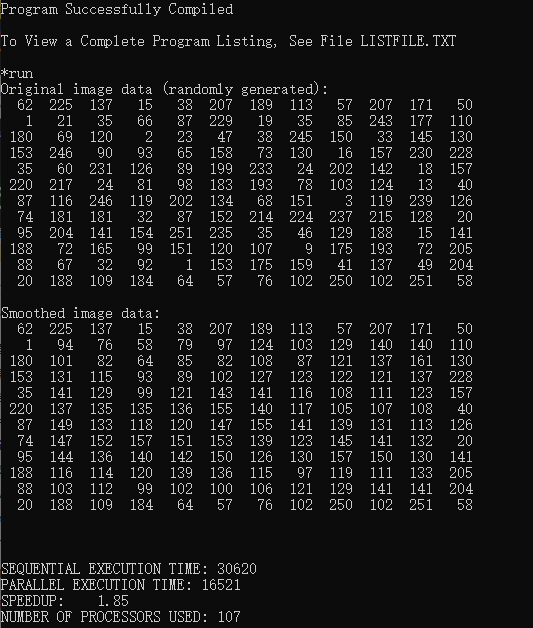 Program Successfully Compiled
To View a Complete Program Listing, See File LISTFILE.TXT
*run
Original image data (randomly generated):
62 225 137 15 38 207 189 113 57 207 171 50
1 21 35 66 87 229 19 35 85 243 177 110
180 69 120 2 23 47 38 245 150 33 145 130
153 246 90 93 65 158 73 130 16 157 230 228
35 60 231 126 89 199 233 24 202 142 18 157
220 217 24 81 98 183 193 78 103 124 13 40
87 116 246 119 202 134 68 151 3 119 239 126
74 181 181 32 87 152 214 224 237 215 128 20
95 204 141 154 251 235 35 46 129 188 15 141
188 72 165 99 151 120 107 9 175 193 72 205
88 67 32 92 1 153 175 159 41 137 49 204
20 188 109 184 64 57 76 102 250 102 251 58
Smoothed image data:
62 225 137 15 38 207 189 113 57 207 171 50
1 94 76 58 79 97 124 103 129 140 140 110
180 101 82 64 85 82 108 87 121 137 161 130
153 131 115 93 89 102 127 123 122 121 137 228
35 141 129 99 121 143 141 116 108 111 123 157
220 137 135 135 136 155 140 117 105 107 108 40
87 149 133 118 120 147 155 141 139 131 113 126
74 147 152 157 151 153 139 123 145 141 132 20
95 144 136 140 142 150 126 130 157 150 130 141
188 116 114 120 139 136 115 97 119 111 133 205
88 103 112 99 102 100 106 121 129 141 141 204
20 188 109 184 64 57 76 102 250 102 251 58
SEQUENTIAL EXECUTION TIME: 30620
PARALLEL EXECUTION TIME: 16521
SPEEDUP: 1.85
NUMBER OF PROCESSORS USED: 107